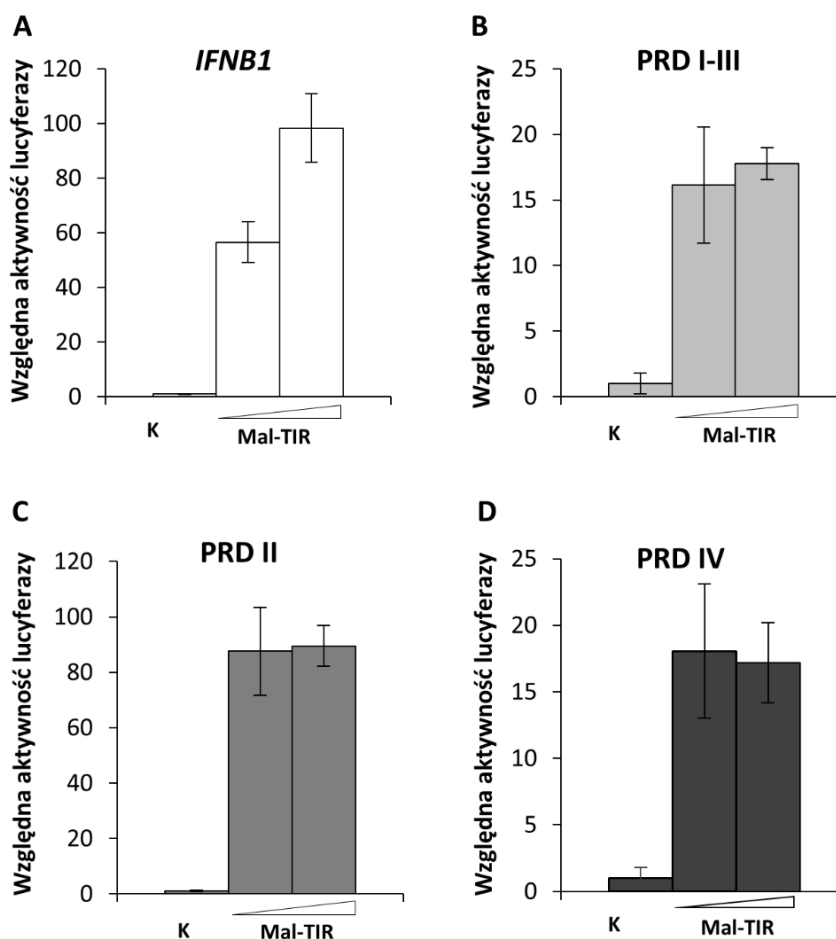 A
IFNB1
Względna aktywność lucyferazy
120
100
80
60
40
20
0
K
Mal-TIR
B
PRD I-III
Względna aktywność lucyferazy
25
20
15
10
5
0
K
Mal-TIR
C
PRD II
Względna aktywność lucyferazy
120
100
80
60
40
20
0
K
Mal-TIR
D
PRD IV
Względna aktywność lucyferazy
25
20
15
10
5
0
K
Mal-TIR